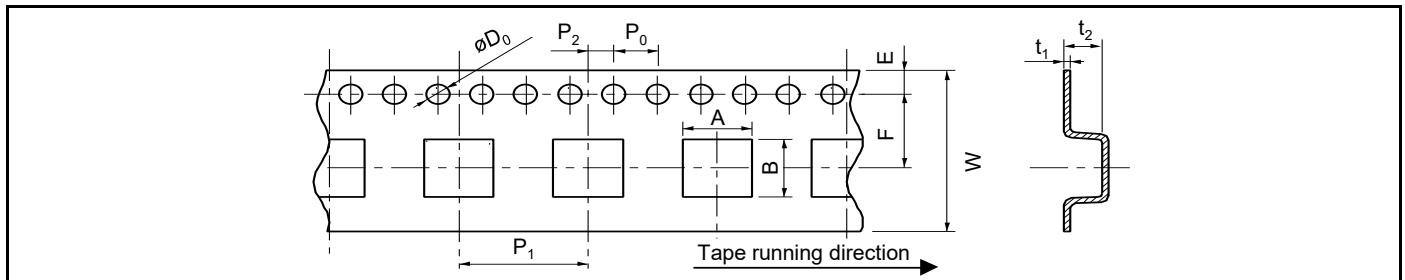 øD₀
P₂
P₀
E
t₁
t₂
A
F
B
W
P₁
Tape running direction